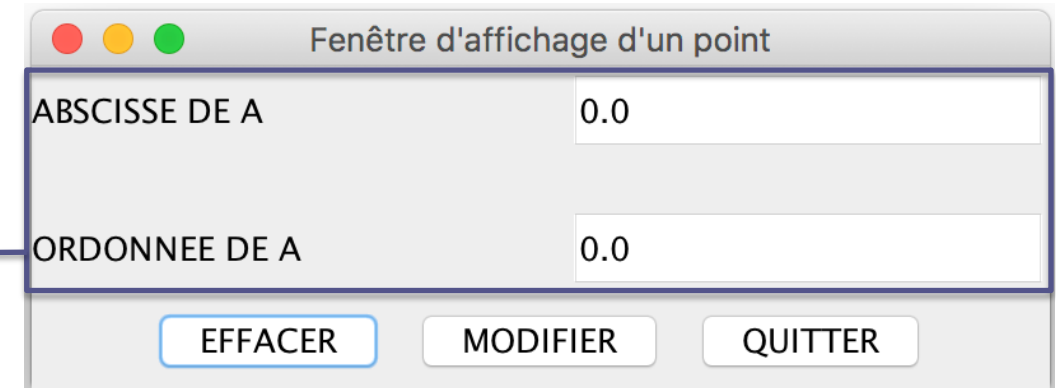 Fenêtre d'affichage d'un point
ABSCISSE DE A 0.0
ORDONNEE DE A 0.0
EFFACER MODIFIER QUITTER